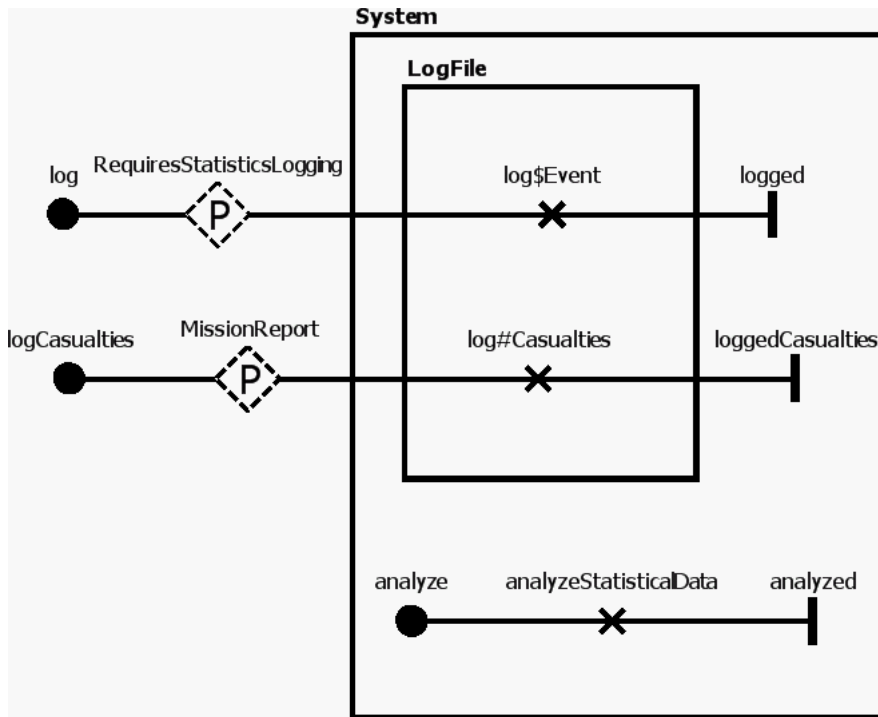 System
LogFile
RequiresStatisticsLogging
log
log$Event
logged
P
MissionReport
logCasualties
log#Casualties
loggedCasualties
P
analyze
analyzeStatisticalData
analyzed